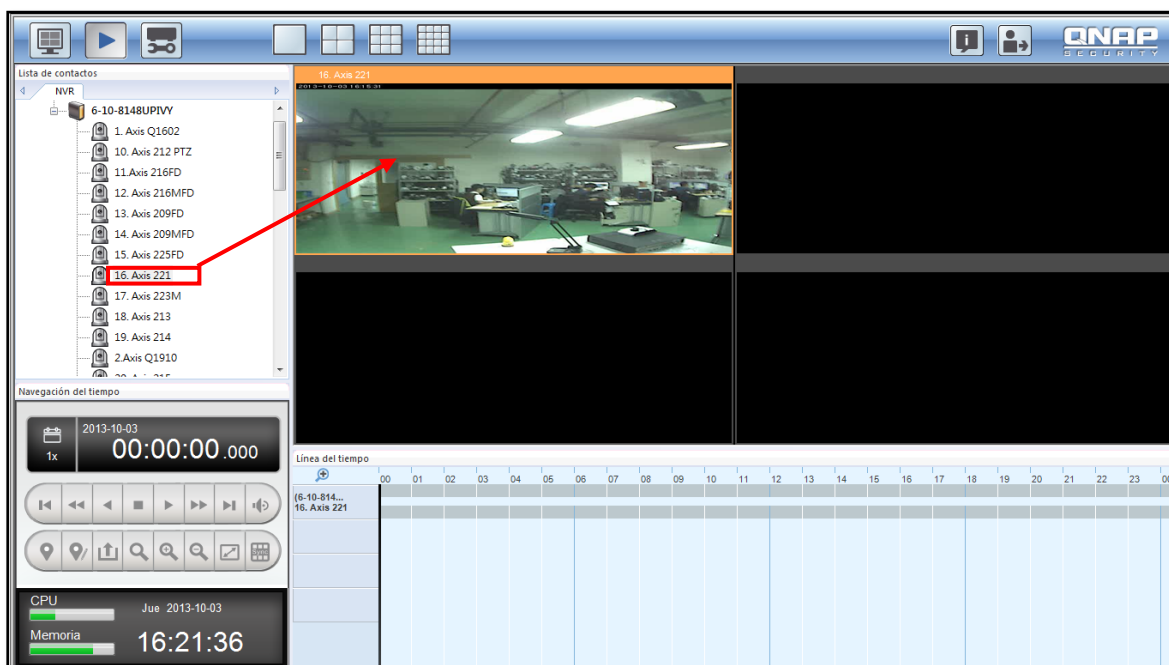 QNAP
SECURITY
Lista de contactos
NVR
6-10-8148UPIVY
1. Axis Q1602
10. Axis 212 PTZ
11.Axis 216FD
12. Axis 216MFD
13. Axis 209FD
14. Axis 209MFD
15. Axis 225FD
16. Axis 221
17. Axis 223M
18. Axis 213
19. Axis 214
2.Axis Q1910
16. Axis 221
2013-10-03 16:15:31
Navegación del tiempo
2013-10-03
1x
00:00:00.000
Sync
CPU
Jue 2013-10-03
Memoria
16:21:36
Línea del tiempo
00 01 02 03 04 05 06 07 08 09 10 11 12 13 14 15 16 17 18 19 20 21 22 23
(6-10-814...
16. Axis 221